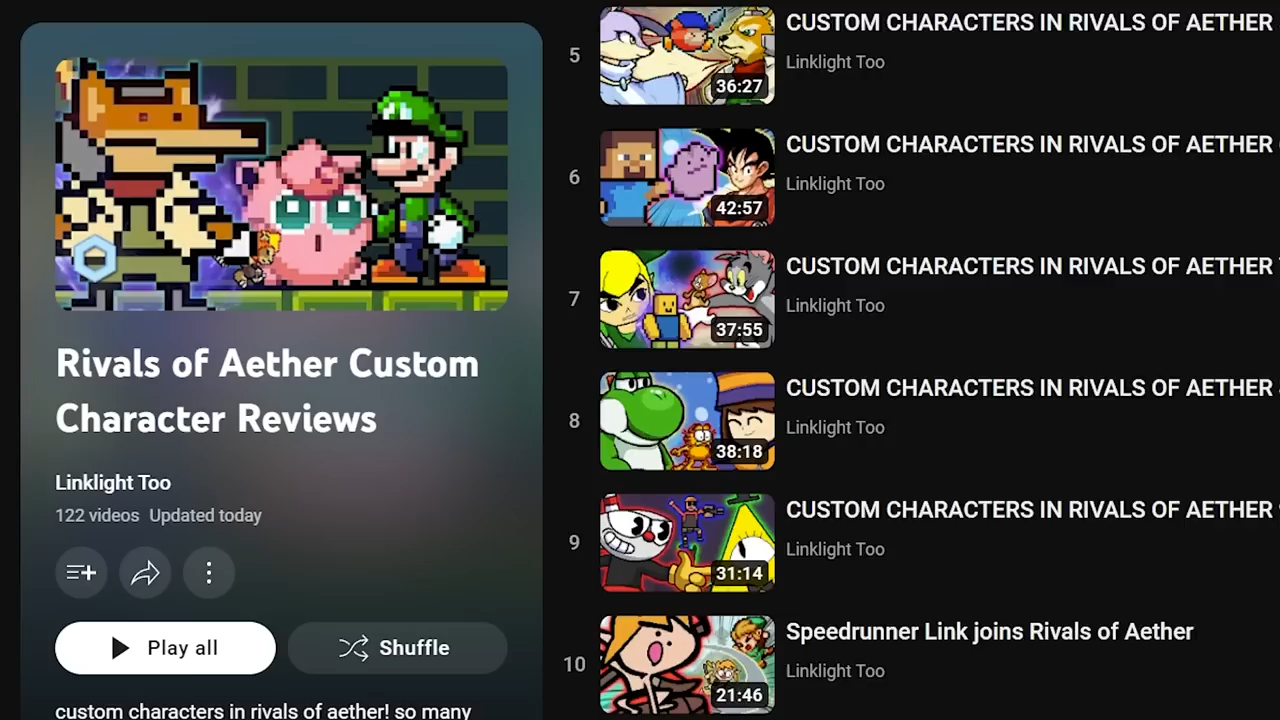 Rivals of Aether Custom
Character Reviews
Linklight Too
122 videos Updated today
Play all
Shuffle
custom characters in rivals of aether! so many
5
36:27
CUSTOM CHARACTERS IN RIVALS OF AETHER
Linklight Too
6
42:57
CUSTOM CHARACTERS IN RIVALS OF AETHER
Linklight Too
7
37:55
CUSTOM CHARACTERS IN RIVALS OF AETHER
Linklight Too
8
38:18
CUSTOM CHARACTERS IN RIVALS OF AETHER
Linklight Too
9
31:14
CUSTOM CHARACTERS IN RIVALS OF AETHER
Linklight Too
10
21:46
Speedrunner Link joins Rivals of Aether
Linklight Too